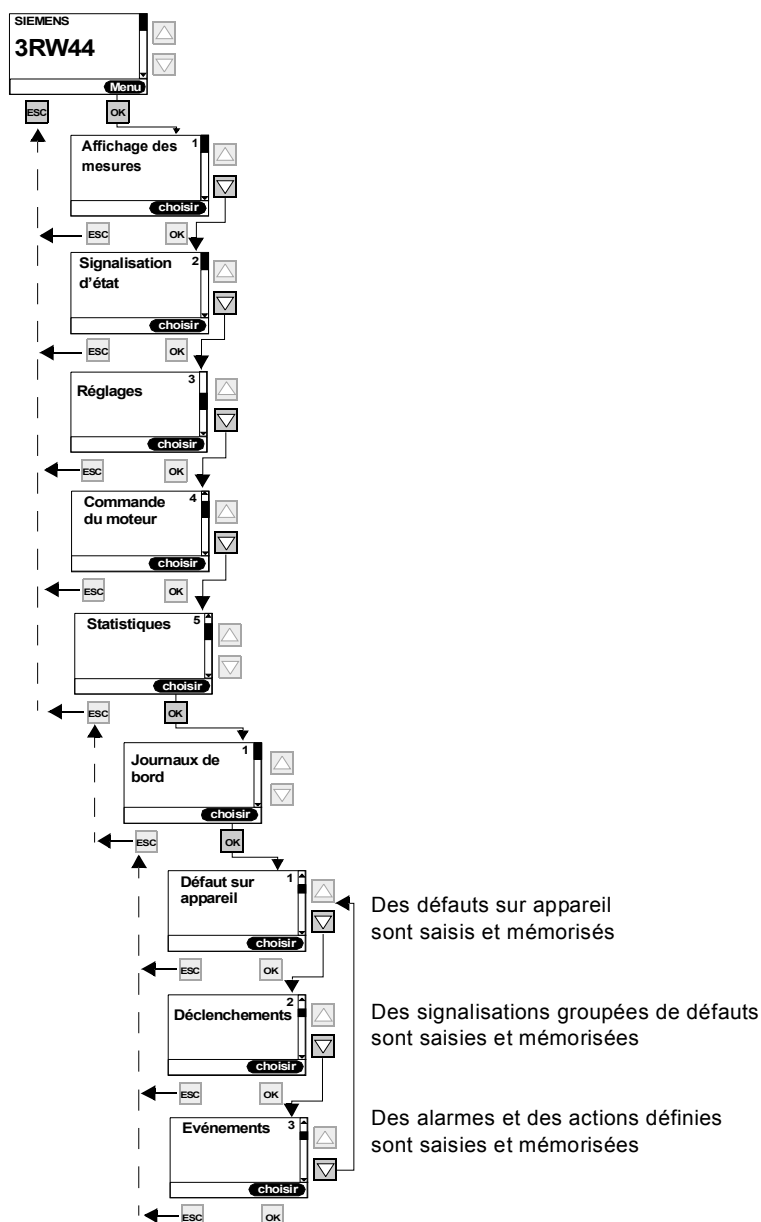 SIEMENS
3RW44
Menu
ESC
OK
Affichage des
mesures
1
choisir
ESC
OK
Signalisation
d'état
2
choisir
ESC
OK
Réglages
3
choisir
ESC
OK
Commande
du moteur
4
choisir
ESC
OK
Statistiques
5
choisir
ESC
OK
Journaux de
bord
1
choisir
ESC
OK
Défaut sur
appareil
1
choisir
Des défauts sur appareil
sont saisis et mémorisés
ESC
OK
Déclenchements
2
choisir
Des signalisations groupées de défauts
sont saisies et mémorisées
ESC
OK
Evénements
3
choisir
Des alarmes et des actions définies
sont saisies et mémorisées
ESC
OK